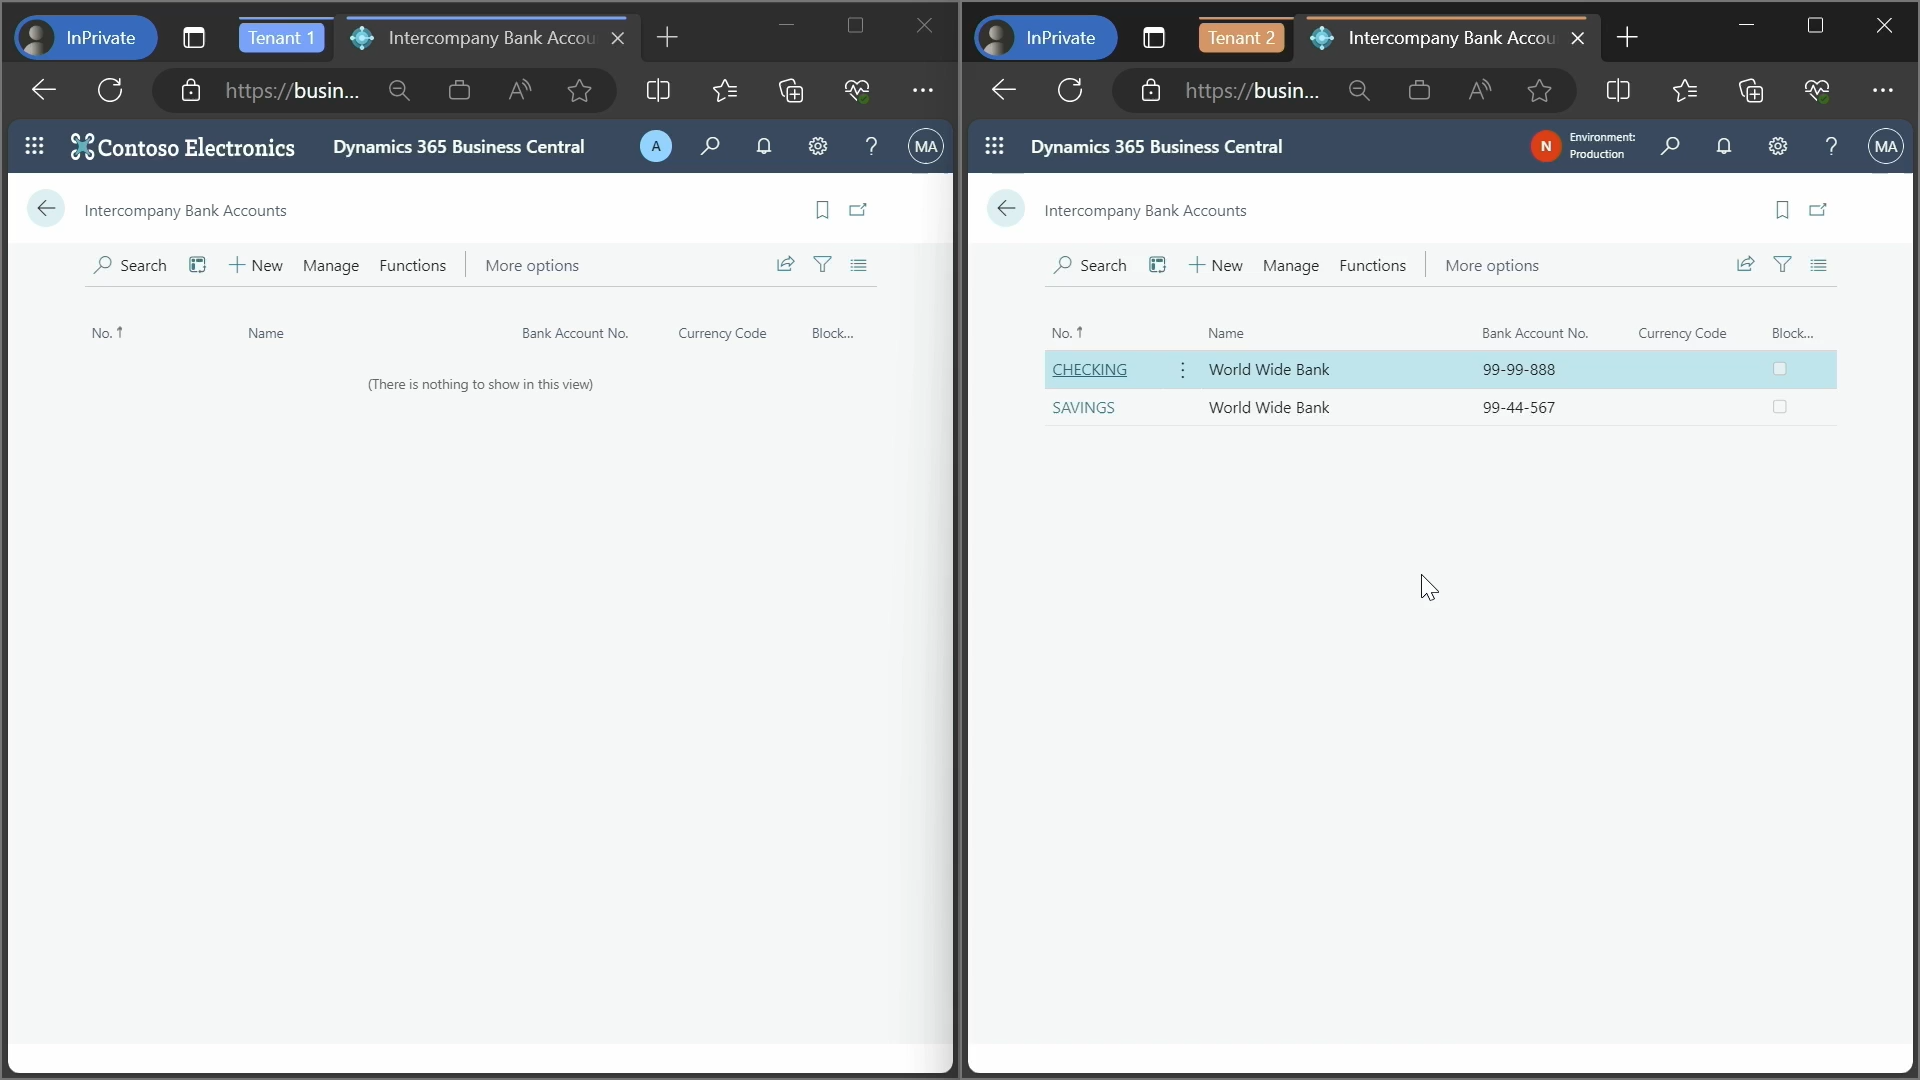 InPrivate
Tenant 1
Intercompany Bank Accou
https://busin...
Contoso Electronics
Dynamics 365 Business Central
A
MA
Intercompany Bank Accounts
Search
New
Manage
Functions
More options
No.
Name
Bank Account No.
Currency Code
Block...
(There is nothing to show in this view)
InPrivate
Tenant 2
Intercompany Bank Accou
https://busin...
Dynamics 365 Business Central
N
Environment:
Production
MA
Intercompany Bank Accounts
Search
New
Manage
Functions
More options
No.
Name
Bank Account No.
Currency Code
Block...
CHECKING
World Wide Bank
99-99-888
SAVINGS
World Wide Bank
99-44-567